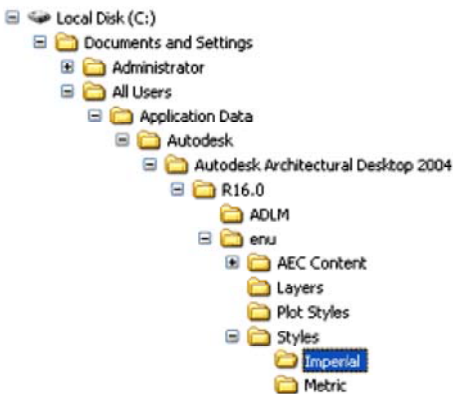 Local Disk (C:)
Documents and Settings
Administrator
All Users
Application Data
Autodesk
Autodesk Architectural Desktop 2004
R16.0
ADLM
enu
AEC Content
Layers
Plot Styles
Styles
Imperial
Metric